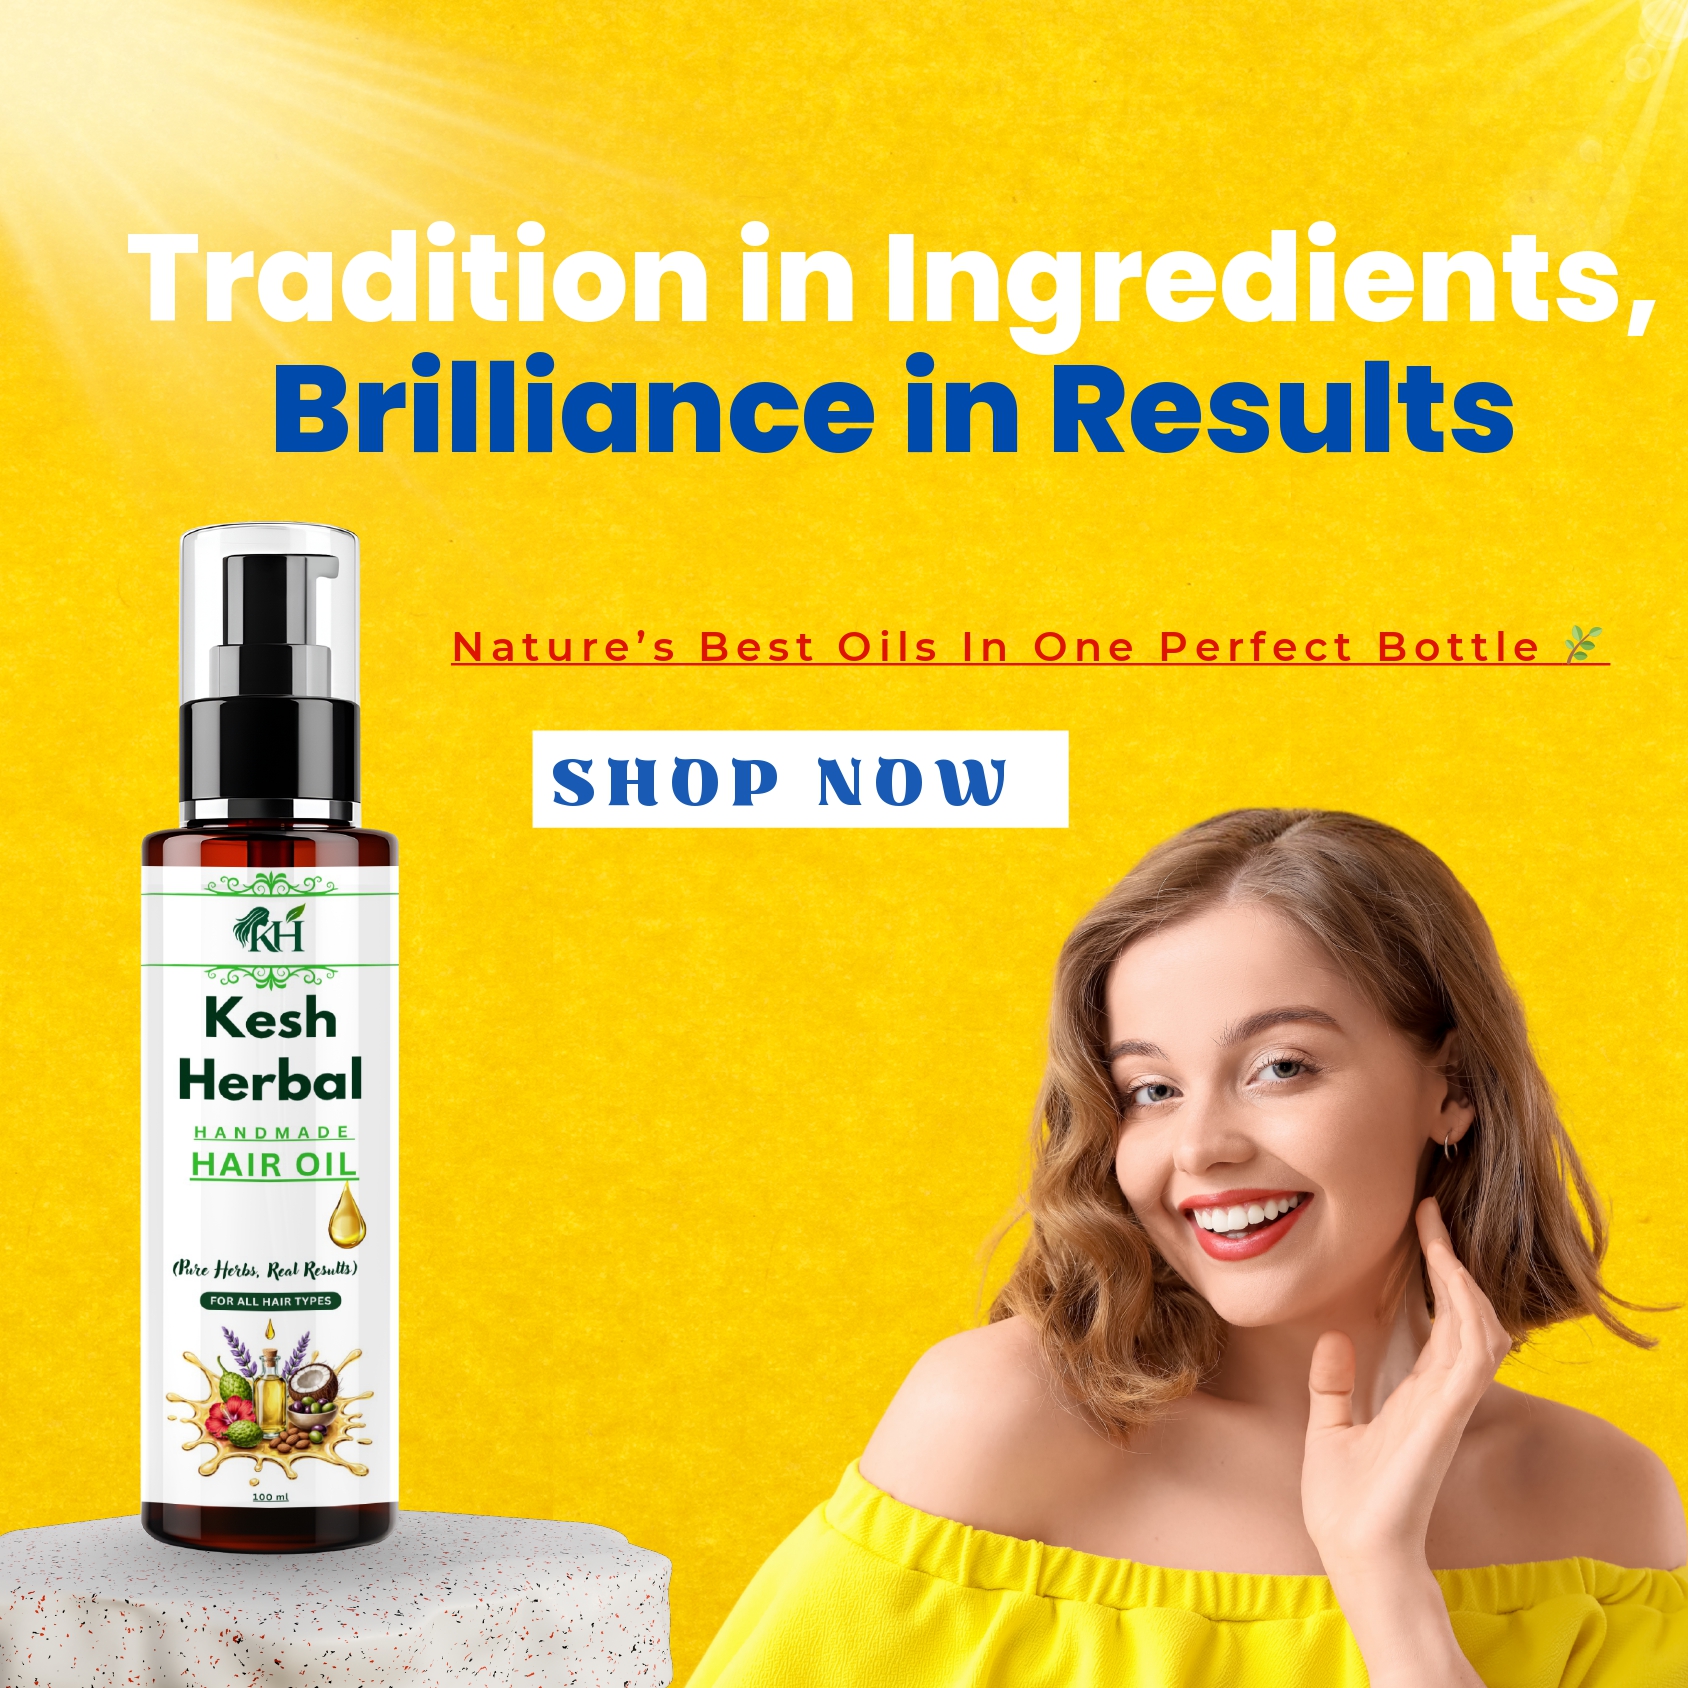 Tradition in Ingredients,
Brilliance in Results
Nature's Best Oils In One Perfect Bottle 🌿
SHOP NOW
KH
Kesh
Herbal
HANDMADE
HAIR OIL
(Pure Herbs, Real Results)
FOR ALL HAIR TYPES
100 ml